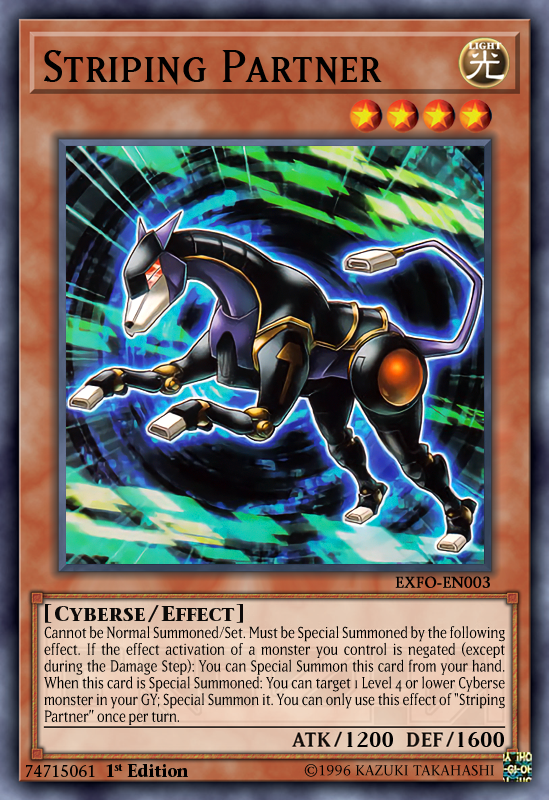 STRIPING PARTNER
LIGHT
光
EXFO-EN003
[CYBERSE/EFFECT]
Cannot be Normal Summoned/Set. Must be Special Summoned by the following
effect. If the effect activation of a monster you control is negated (except
during the Damage Step): You can Special Summon this card from your hand.
When this card is Special Summoned: You can target 1 Level 4 or lower Cyberse
monster in your GY; Special Summon it. You can only use this effect of "Striping
Partner" once per turn.
ATK/1200 DEF/1600
74715061 1st Edition ©1996 KAZUKI TAKAHASHI